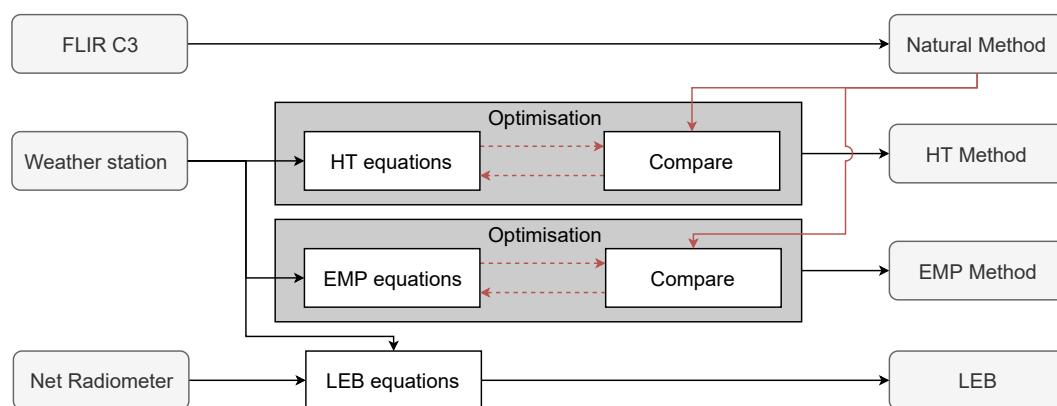 FLIR C3
Natural Method
Optimisation
Weather station
HT equations
Compare
HT Method
Optimisation
EMP equations
Compare
EMP Method
Net Radiometer
LEB equations
LEB